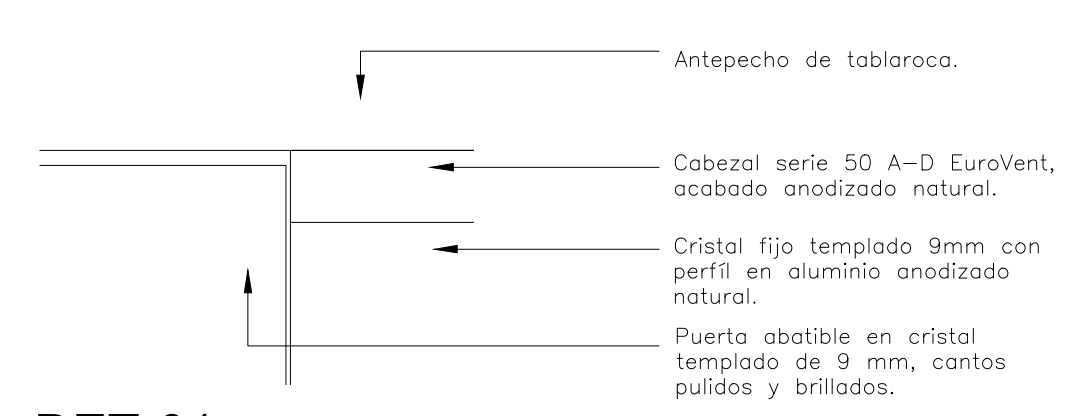 Antepecho de tablaroca.
Cabezal serie 50 A-D EuroVent,
acabado anodizado natural.
Cristal fijo templado 9mm con
perfíl en aluminio anodizado
natural.
Puerta abatible en cristal
templado de 9 mm, cantos
pulidos y brillados.